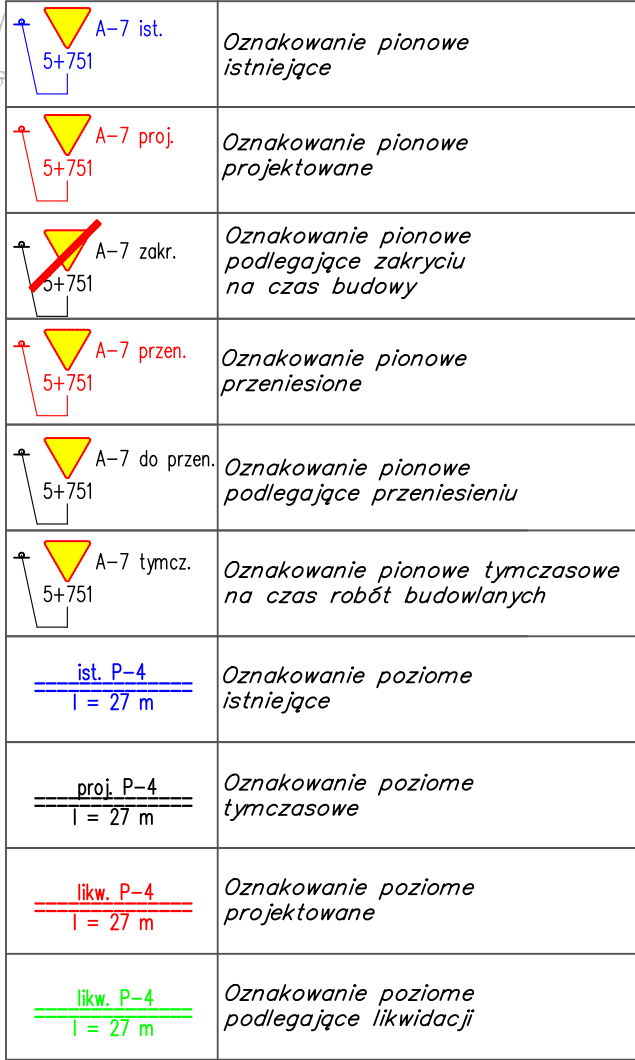 A-7 ist.
5+751
Oznakowanie pionowe
istniejące
A-7 proj.
5+751
Oznakowanie pionowe
projektowane
A-7 zakr.
5+751
Oznakowanie pionowe
podlegające zakryciu
na czas budowy
A-7 przen.
5+751
Oznakowanie pionowe
przeniesione
A-7 do przen.
5+751
Oznakowanie pionowe
podlegające przeniesieniu
A-7 tymcz.
5+751
Oznakowanie pionowe tymczasowe
na czas robót budowlanych
ist. P-4
l = 27 m
Oznakowanie poziome
istniejące
proj. P-4
l = 27 m
Oznakowanie poziome
tymczasowe
likw. P-4
l = 27 m
Oznakowanie poziome
projektowane
likw. P-4
l = 27 m
Oznakowanie poziome
podlegające likwidacji